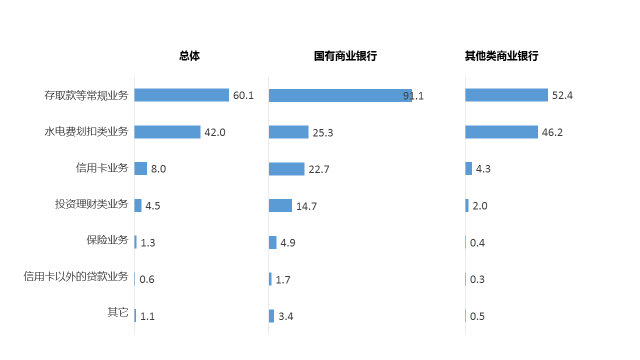 总体 国有商业银行 其他类商业银行
存取款等常规业务 60.1 91.1 52.4
水电费划扣类业务 42.0 25.3 46.2
信用卡业务 8.0 22.7 4.3
投资理财类业务 4.5 14.7 2.0
保险业务 1.3 4.9 0.4
信用卡以外的贷款业务 0.6 1.7 0.3
其它 1.1 3.4 0.5